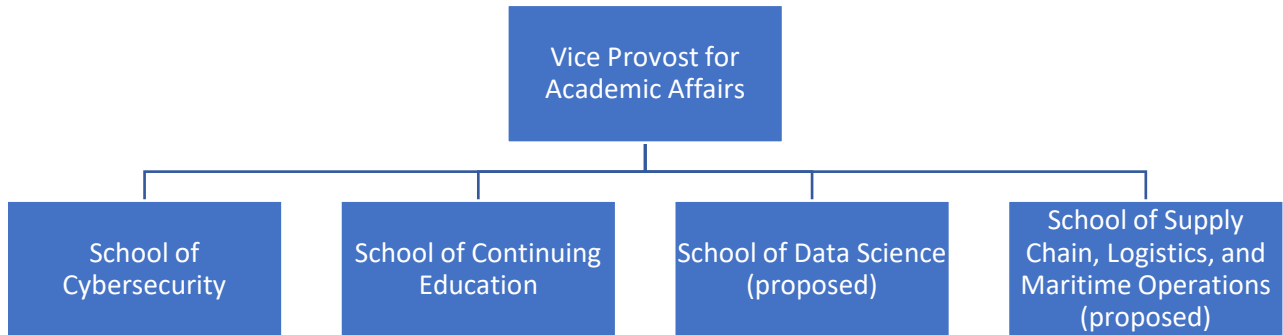 Vice Provost for
Academic Affairs
School of
Cybersecurity
School of Continuing
Education
School of Data Science
(proposed)
School of Supply
Chain, Logistics, and
Maritime Operations
(proposed)